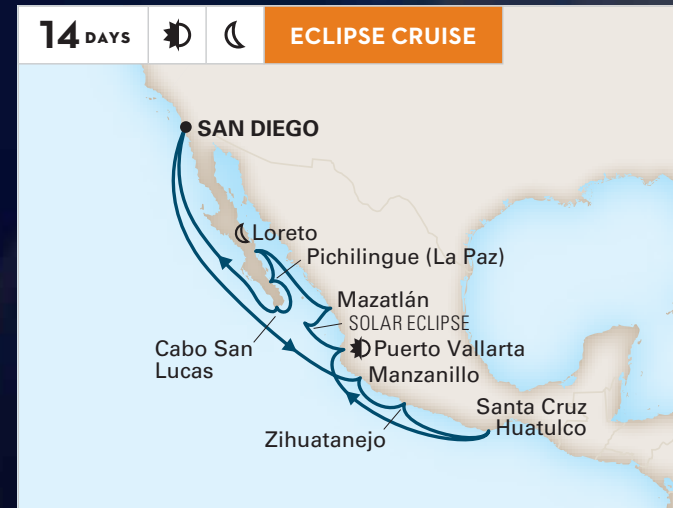 14 DAYS
ECLIPSE CRUISE
SAN DIEGO
Loreto
Pichilingue (La Paz)
Mazatlán
SOLAR ECLIPSE
Puerto Vallarta
Cabo San
Lucas
Manzanillo
Santa Cruz
Huatulco
Zihuatanejo